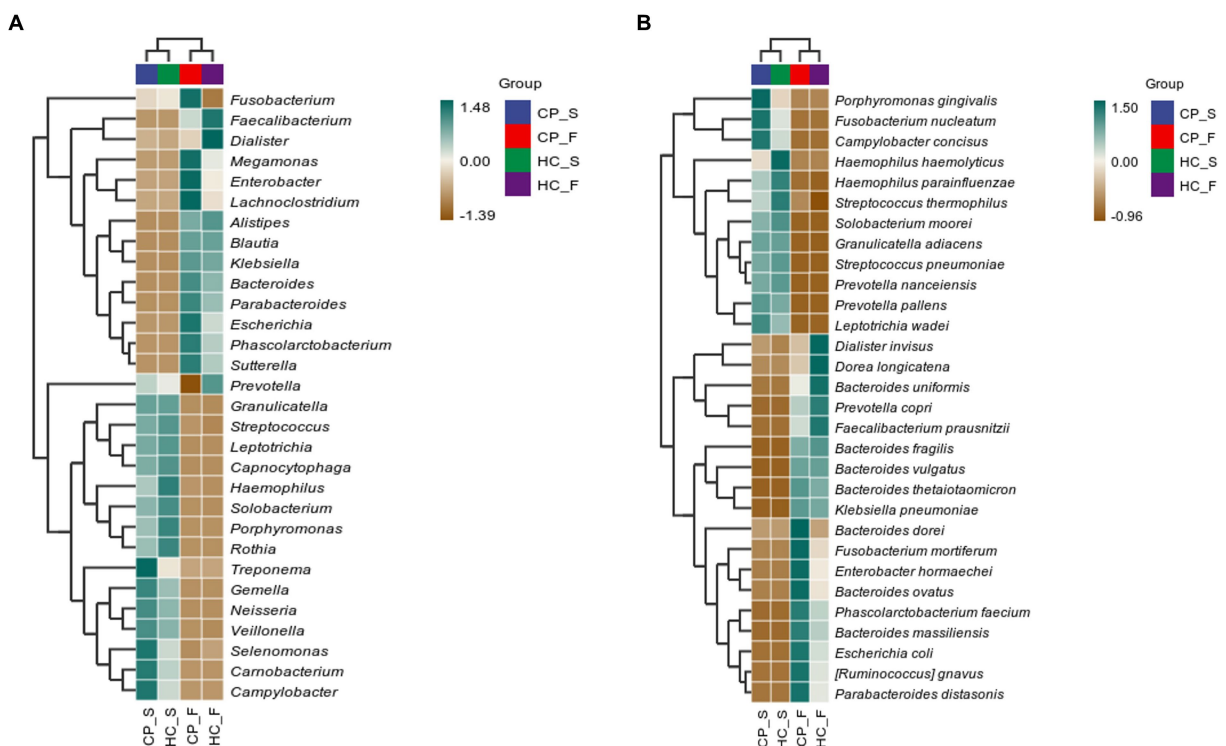 A
Fusobacterium
Faecalibacterium
Dialister
Megamonas
Enterobacter
Lachnoclostridium
Alistipes
Blautia
Klebsiella
Bacteroides
Parabacteroides
Escherichia
Phascolarctobacterium
Sutterella
Prevotella
Granulicatella
Streptococcus
Leptotrichia
Capnocytophaga
Haemophilus
Solobacterium
Porphyromonas
Rothia
Treponema
Gemella
Neisseria
Veillonella
Selenomonas
Carnobacterium
Campylobacter
CP_S
HC_S
CP_F
HC_F
1.48
0.00
-1.39
Group
CP_S
CP_F
HC_S
HC_F
B
Porphyromonas gingivalis
Fusobacterium nucleatum
Campylobacter concisus
Haemophilus haemolyticus
Haemophilus parainfluenzae
Streptococcus thermophilus
Solobacterium moorei
Granulicatella adiacens
Streptococcus pneumoniae
Prevotella nanceiensis
Prevotella pallens
Leptotrichia wadei
Dialister invisus
Dorea longicatena
Bacteroides uniformis
Prevotella copri
Faecalibacterium prausnitzii
Bacteroides fragilis
Bacteroides vulgatus
Bacteroides thetaiotaomicron
Klebsiella pneumoniae
Bacteroides dorei
Fusobacterium mortiferum
Enterobacter hormaechei
Bacteroides ovatus
Phascolarctobacterium faecium
Bacteroides massiliensis
Escherichia coli
[Ruminococcus] gnavus
Parabacteroides distasonis
CP_S
HC_S
CP_F
HC_F
1.50
0.00
-0.96
Group
CP_S
CP_F
HC_S
HC_F